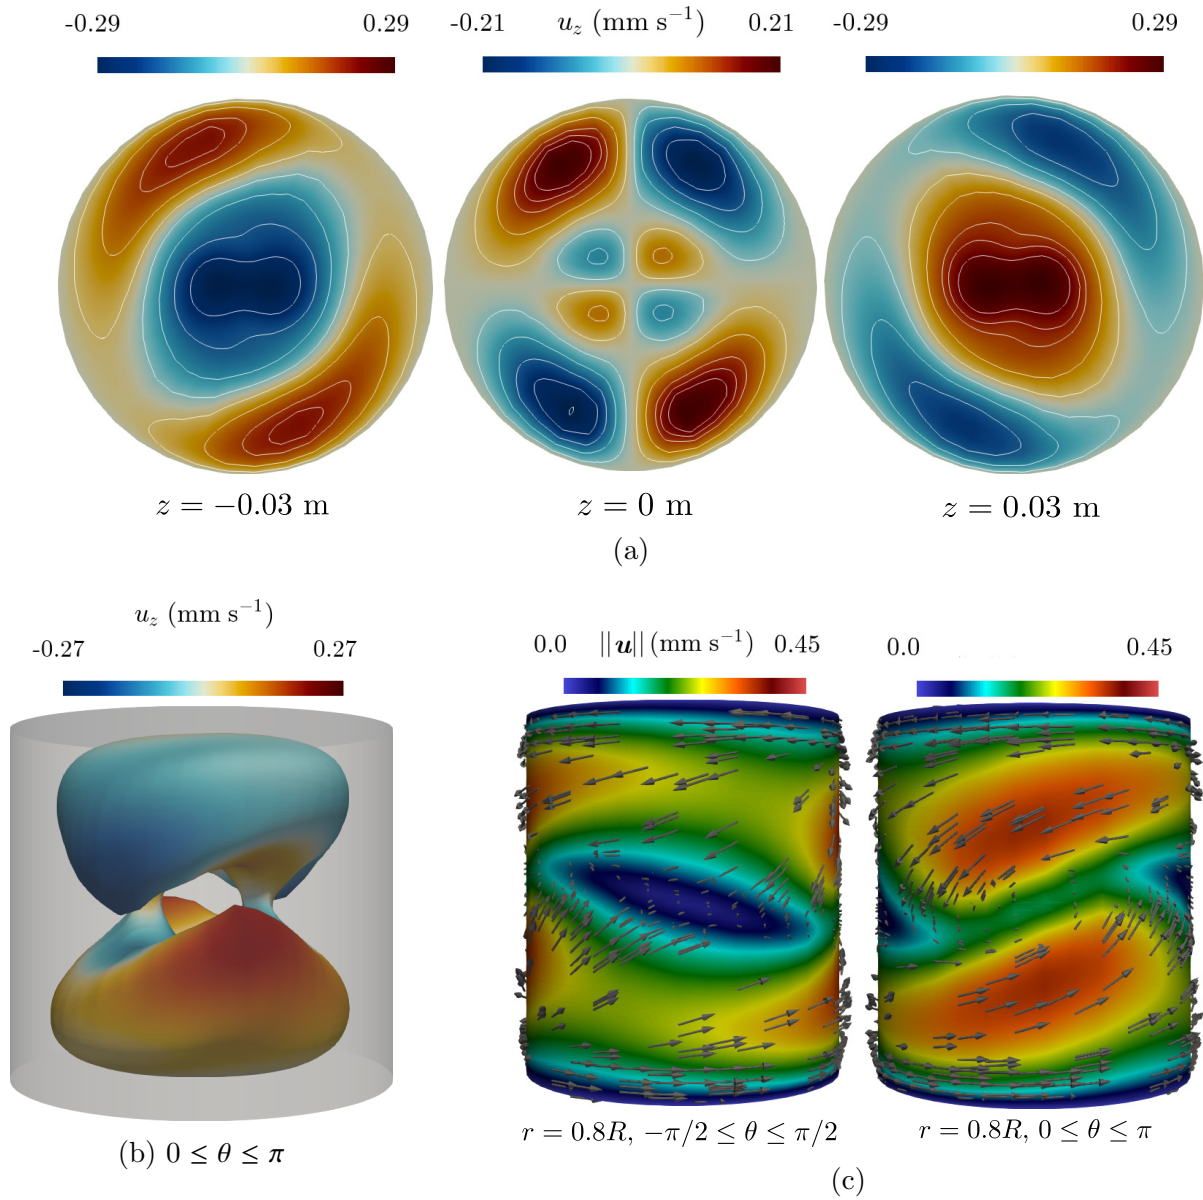 -0.29 0.29 -0.21 u_z (mm s⁻¹) 0.21 -0.29 0.29
z = −0.03 m z = 0 m z = 0.03 m
(a)
u_z (mm s⁻¹)
-0.27 0.27
0.0 ||u|| (mm s⁻¹) 0.45 0.0 0.45
(b) 0 ≤ θ ≤ π
r = 0.8R, −π/2 ≤ θ ≤ π/2 r = 0.8R, 0 ≤ θ ≤ π
(c)